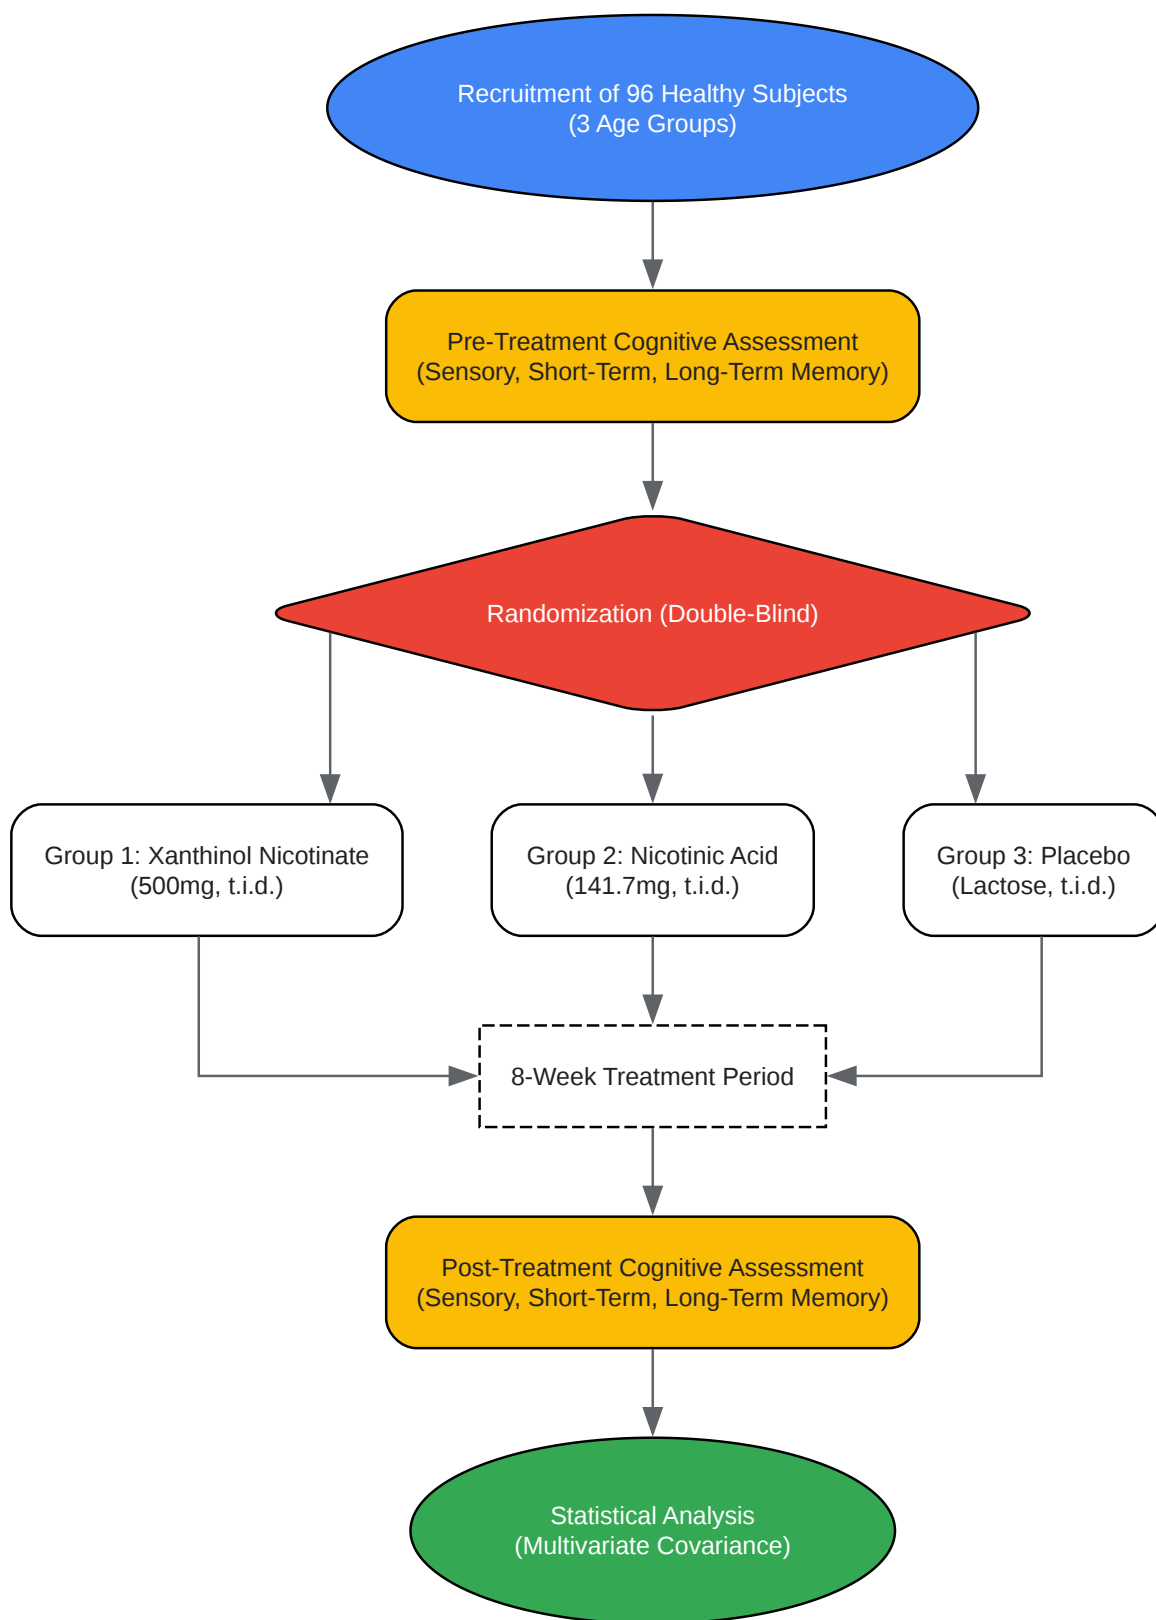 Recruitment of 96 Healthy Subjects
(3 Age Groups)
Pre-Treatment Cognitive Assessment
(Sensory, Short-Term, Long-Term Memory)
Randomization (Double-Blind)
Group 1: Xanthinol Nicotinate
(500mg, t.i.d.)
Group 2: Nicotinic Acid
(141.7mg, t.i.d.)
Group 3: Placebo
(Lactose, t.i.d.)
8-Week Treatment Period
Post-Treatment Cognitive Assessment
(Sensory, Short-Term, Long-Term Memory)
Statistical Analysis
(Multivariate Covariance)